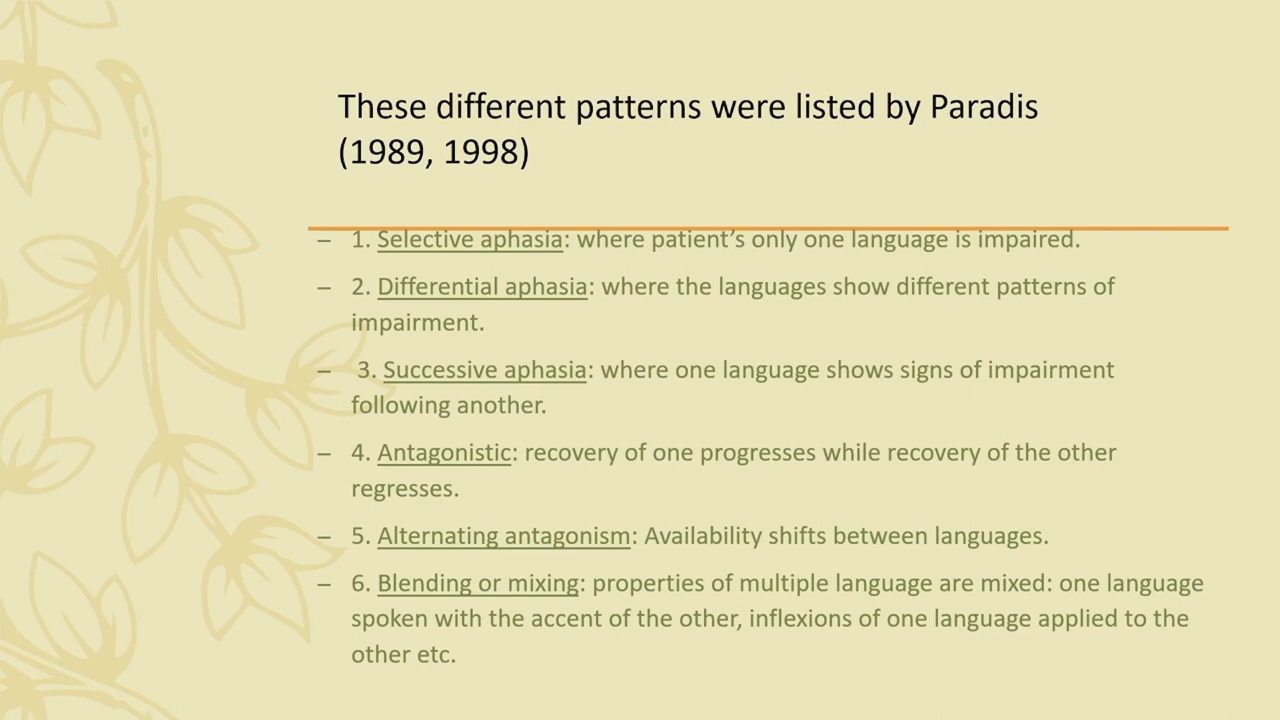 These different patterns were listed by Paradis
(1989, 1998)
– 1. Selective aphasia: where patient’s only one language is impaired.
– 2. Differential aphasia: where the languages show different patterns of
impairment.
– 3. Successive aphasia: where one language shows signs of impairment
following another.
– 4. Antagonistic: recovery of one progresses while recovery of the other
regresses.
– 5. Alternating antagonism: Availability shifts between languages.
– 6. Blending or mixing: properties of multiple language are mixed: one language
spoken with the accent of the other, inflexions of one language applied to the
other etc.